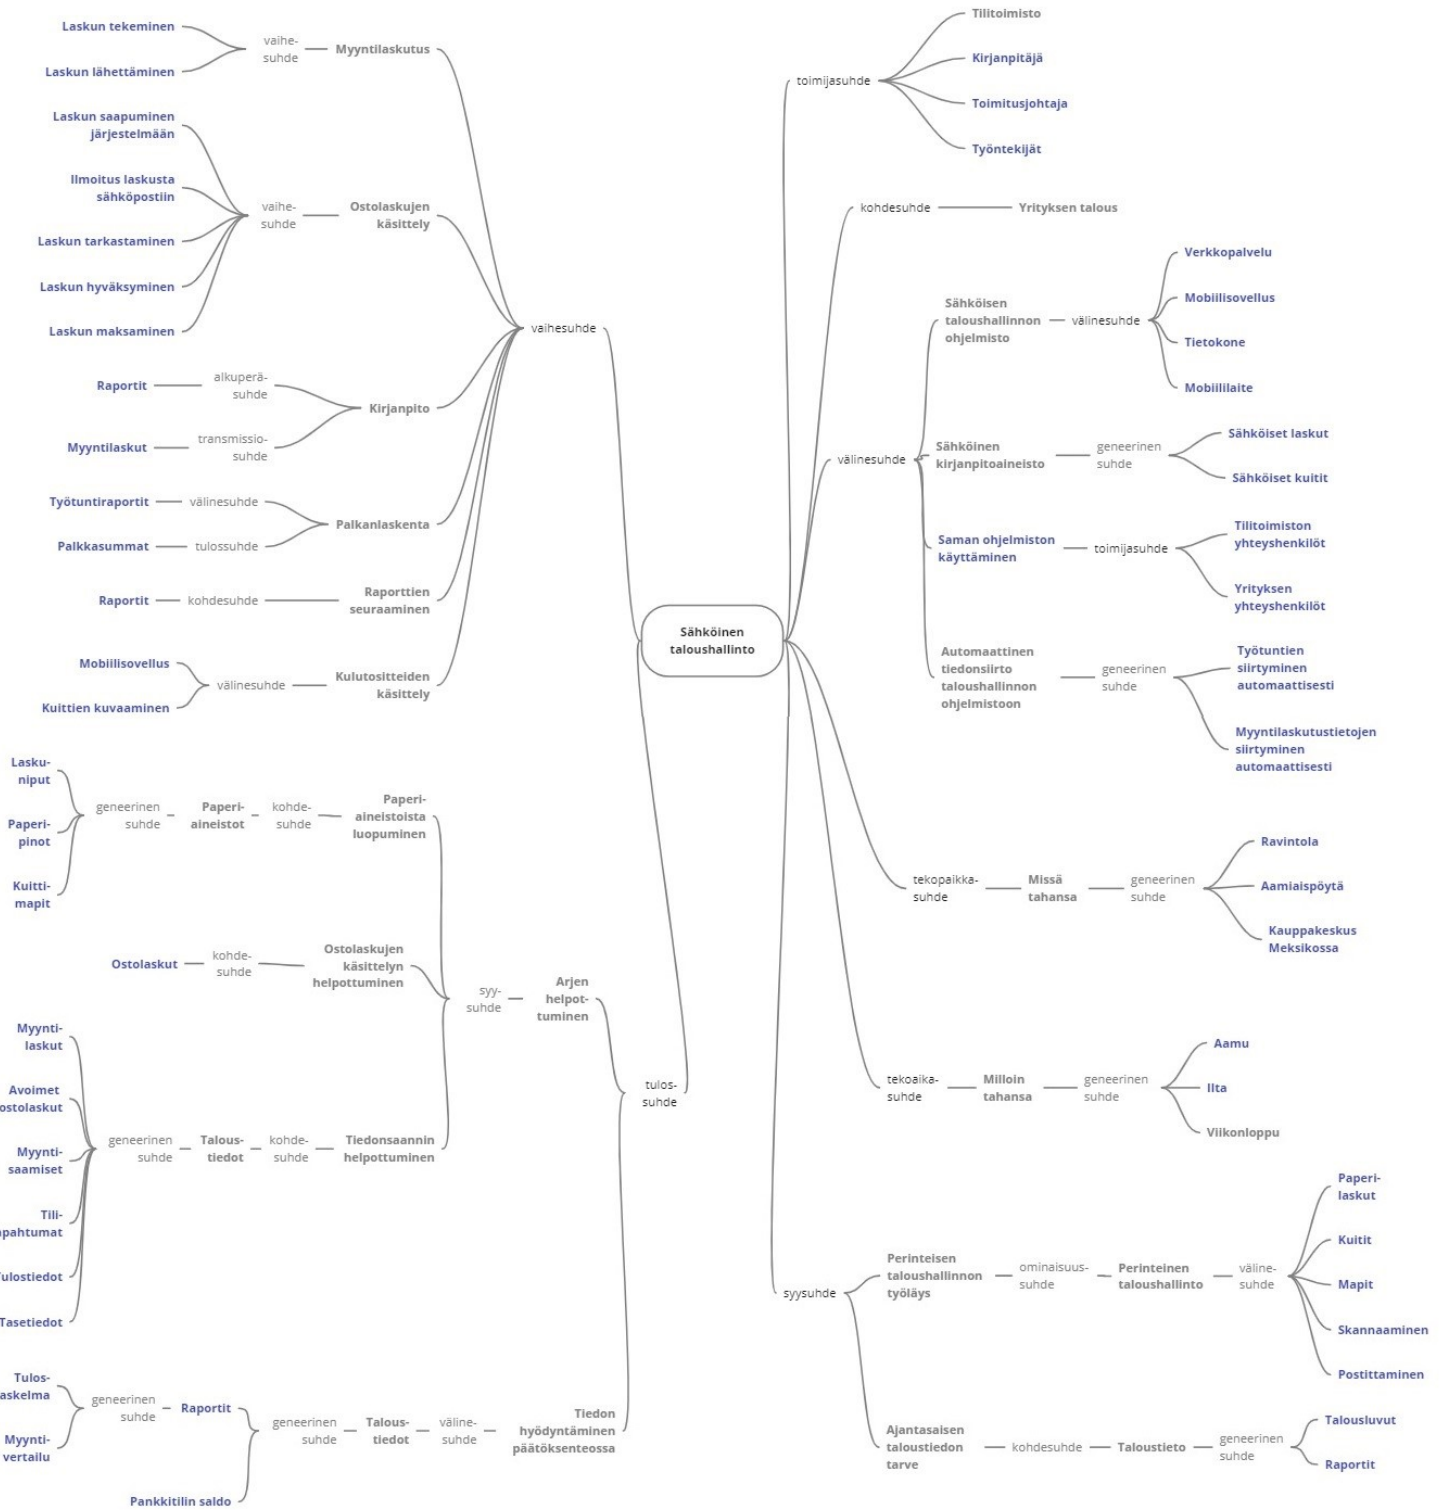 Laskun tekeminen
Laskun lähettäminen
vaihe-
suhde
Myyntilaskutus
Laskun saapuminen
järjestelmään
Ilmoitus laskusta
sähköpostiin
Laskun tarkastaminen
Laskun hyväksyminen
Laskun maksaminen
vaihe-
suhde
Ostolaskujen
käsittely
vaihesuhde
Raportit
alkuperä-
suhde
Myyntilaskut
transmissio-
suhde
Kirjanpito
Työtuntiraportit
välinesuhde
Palkkasummat
tulossuhde
Palkanlaskenta
Raportit
kohdesuhde
Raporttien
seuraaminen
Mobiilisovellus
Kuittien kuvaaminen
välinesuhde
Kulutositteiden
käsittely
Sähköinen
taloushallinto
Lasku-
niput
Paperi-
pinot
Kuitti-
mapit
geneerinen
suhde
Paperi-
aineistot
kohde-
suhde
Paperi-
aineistoista
luopuminen
Ostolaskut
kohde-
suhde
Ostolaskujen
käsittelyn
helpottuminen
syy-
suhde
Arjen
helpot-
tuminen
Myynti-
laskut
Avoimet
ostolaskut
Myynti-
saamiset
Tili-
pahtumat
ulostiedot
Tasetiedot
geneerinen
suhde
Talous-
tiedot
kohde-
suhde
Tiedonsaannin
helpottuminen
tulos-
suhde
Tulos-
askelma
Myynti-
vertailu
geneerinen
suhde
Raportit
Pankkitilin saldo
geneerinen
suhde
Talous-
tiedot
väline-
suhde
Tiedon
hyödyntäminen
päätöksenteossa
toimijasuhde
Tilitoimisto
Kirjanpitäjä
Toimitusjohtaja
Työntekijät
kohdesuhde
Yrityksen talous
välinesuhde
Sähköisen
taloushallinnon
ohjelmisto
välinesuhde
Verkkopalvelu
Mobiilisovellus
Tietokone
Mobiililaite
Sähköinen
kirjanpitoaineisto
geneerinen
suhde
Sähköiset laskut
Sähköiset kuitit
Saman ohjelmiston
käyttäminen
toimijasuhde
Tilitoimiston
yhteyshenkilöt
Yrityksen
yhteyshenkilöt
Automaattinen
tiedonsiirto
taloushallinnon
ohjelmistoon
geneerinen
suhde
Työtuntien
siirtyminen
automaattisesti
Myyntilaskutustietojen
siirtyminen
automaattisesti
tekopaikka-
suhde
Missä
tahansa
geneerinen
suhde
Ravintola
Aamiaispöytä
Kauppakeskus
Meksikossa
tekoaika-
suhde
Milloin
tahansa
geneerinen
suhde
Aamu
Ilta
Viikonloppu
syysuhde
Perinteisen
taloushallinnon
työläys
ominaisuus-
suhde
Perinteinen
taloushallinto
väline-
suhde
Paperi-
laskut
Kuitit
Mapit
Skannaaminen
Postittaminen
Ajantasaisen
taloustiedon
tarve
kohdesuhde
Taloustieto
geneerinen
suhde
Talousluvut
Raportit